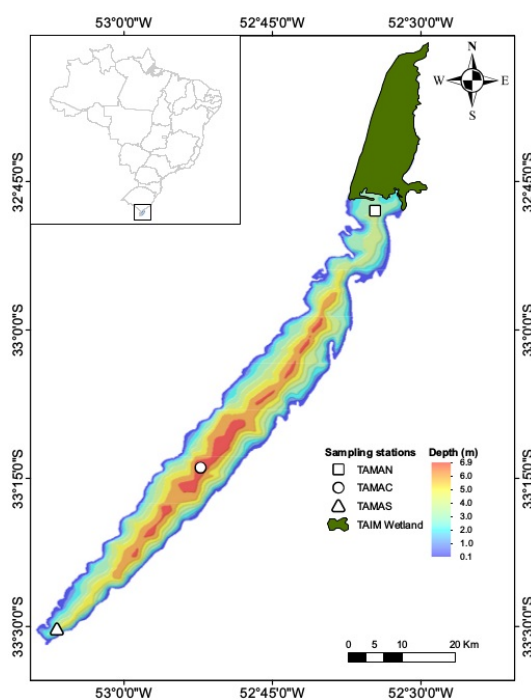 53°0'0"W 52°45'0"W 52°30'0"W
N
W E
S
32°45'0"S 32°45'0"S
33°0'0"S 33°0'0"S
33°15'0"S 33°15'0"S
33°30'0"S 33°30'0"S
Sampling stations Depth (m)
TAMAN
TAMAC
TAMAS
TAIM Wetland
6.9
6.0
5.0
4.0
3.0
2.0
1.0
0.1
0 5 10 20 Km
53°0'0"W 52°45'0"W 52°30'0"W